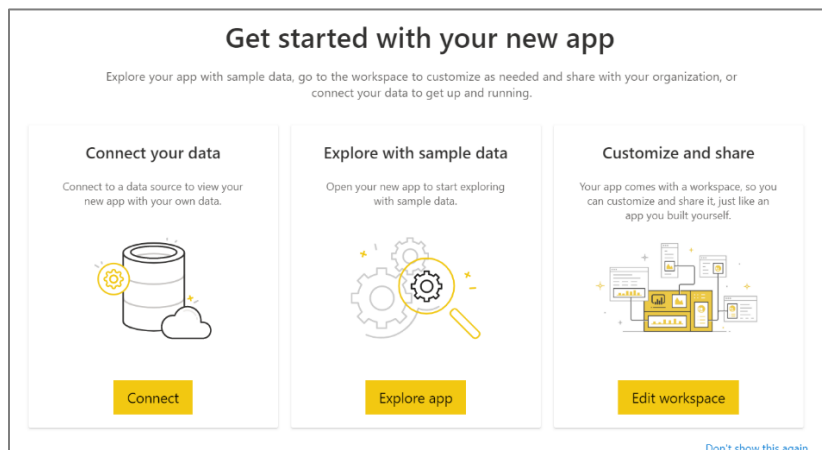 Get started with your new app
Explore your app with sample data, go to the workspace to customize as needed and share with your organization, or
connect your data to get up and running.
Connect your data
Connect to a data source to view your
new app with your own data.
Connect
Explore with sample data
Open your new app to start exploring
with sample data.
Explore app
Customize and share
Your app comes with a workspace, so you
can customize and share it, just like an
app you built yourself.
Edit workspace
Don't show this again